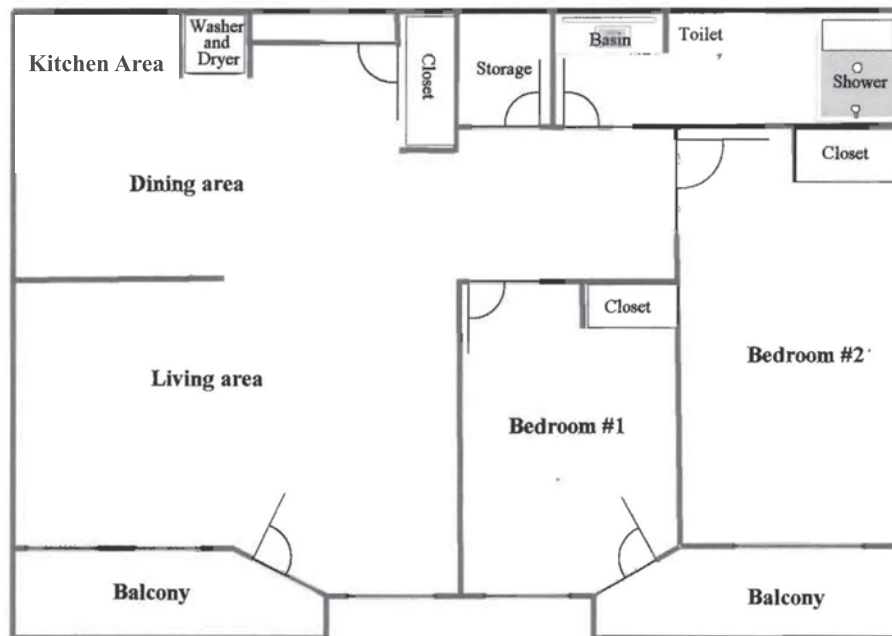 Washer
and
Dryer
Kitchen Area
Closet
Storage
Basin
Toilet
Shower
Closet
Dining area
Closet
Living area
Bedroom #1
Bedroom #2
Balcony
Balcony